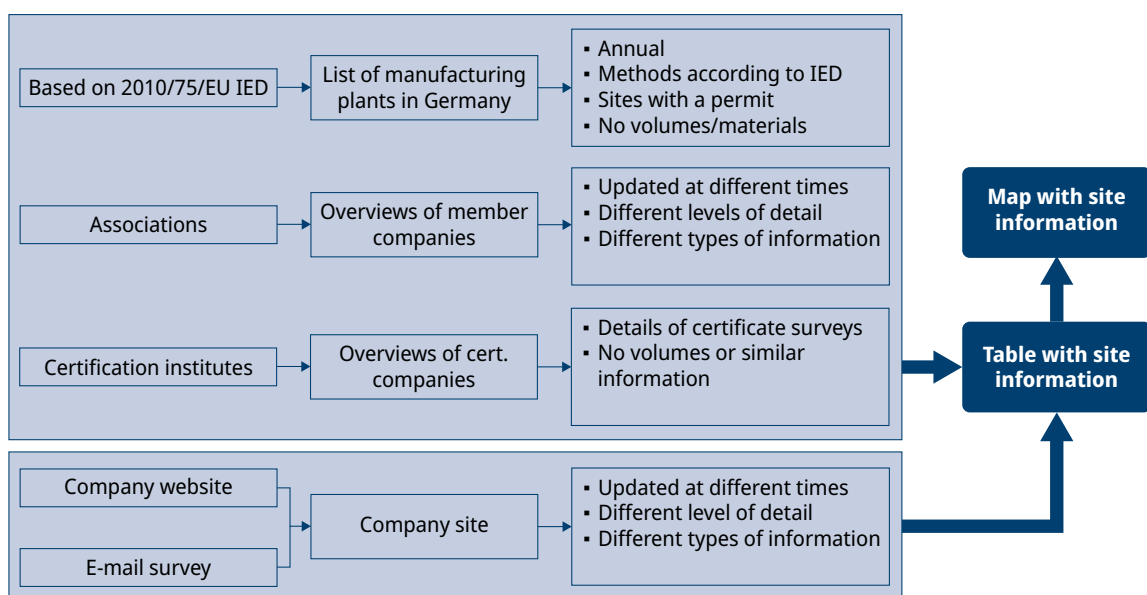 Based on 2010/75/EU IED
List of manufacturing
plants in Germany
▪ Annual
▪ Methods according to IED
▪ Sites with a permit
▪ No volumes/materials
Associations
Overviews of member
companies
▪ Updated at different times
▪ Different levels of detail
▪ Different types of information
Certification institutes
Overviews of cert.
companies
▪ Details of certificate surveys
▪ No volumes or similar
information
Map with site
information
Table with site
information
Company website
E-mail survey
Company site
▪ Updated at different times
▪ Different level of detail
▪ Different types of information